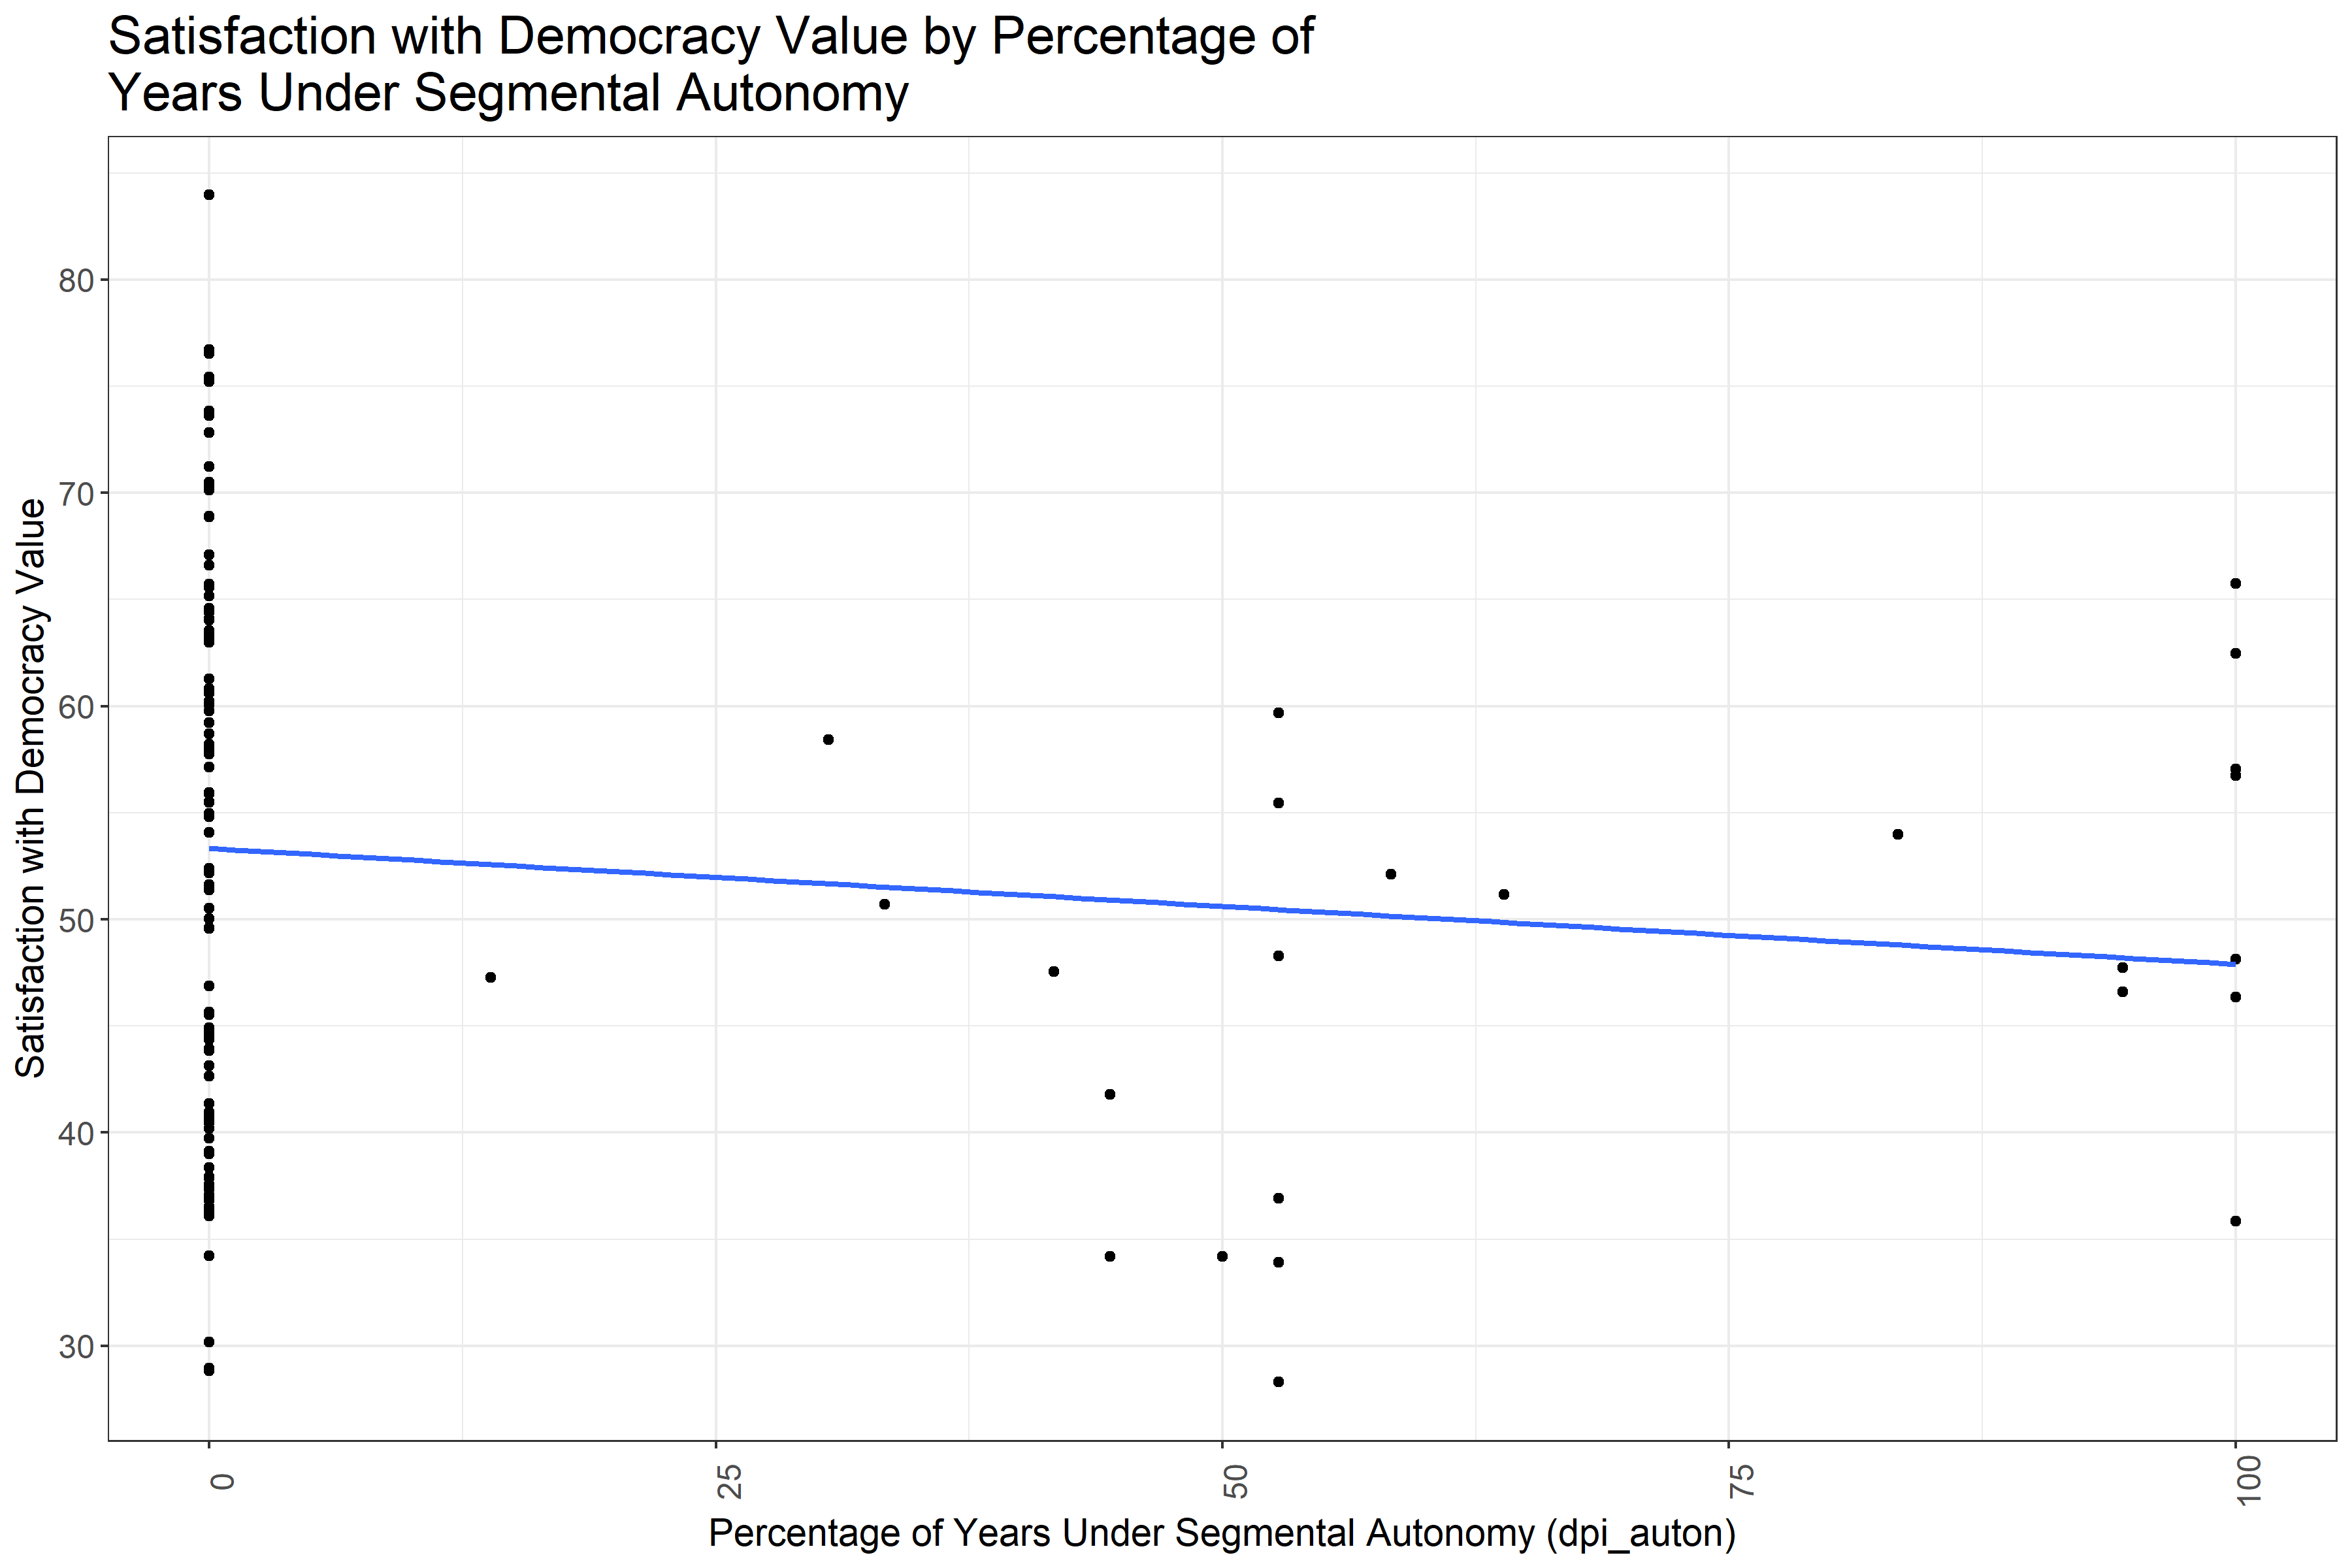 Satisfaction with Democracy Value by Percentage of
Years Under Segmental Autonomy
Satisfaction with Democracy Value
80
70
60
50
40
30
0
25
50
75
100
Percentage of Years Under Segmental Autonomy (dpi_auton)